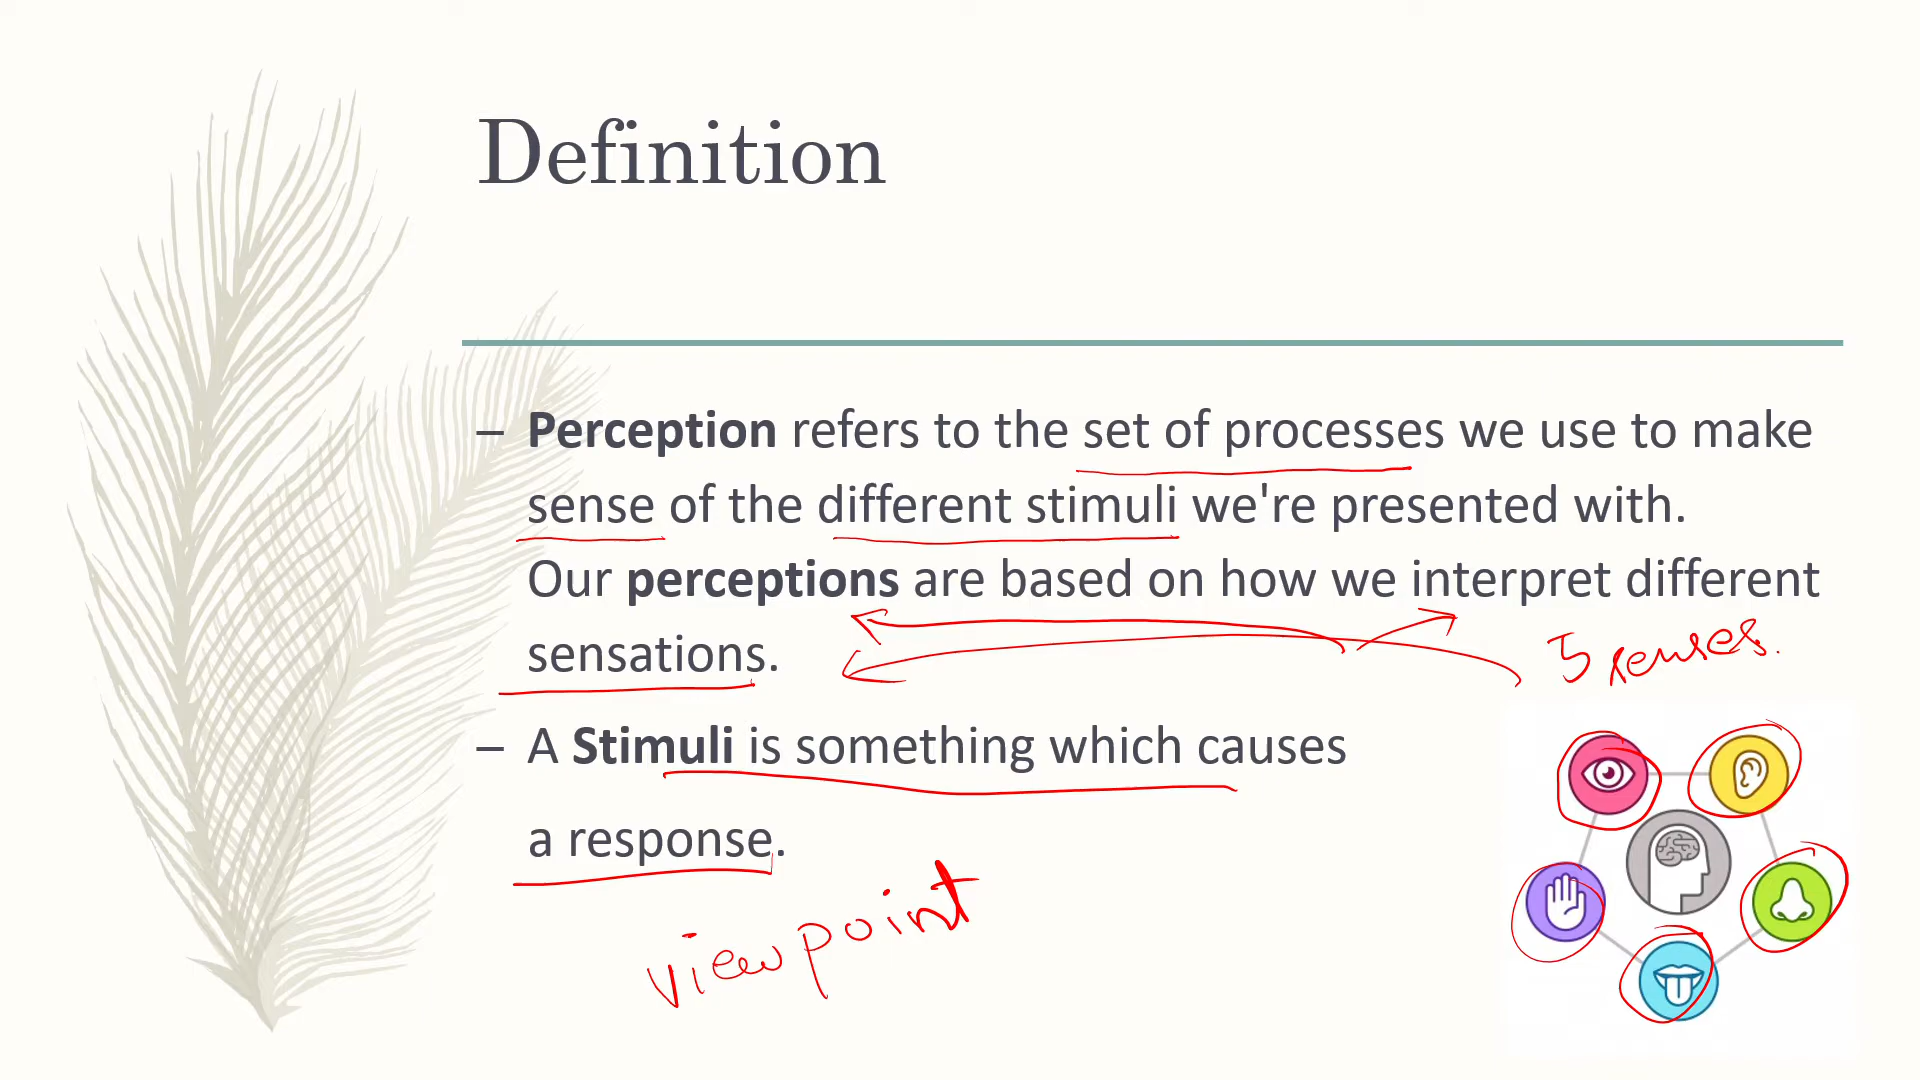 Definition
– Perception refers to the set of processes we use to make
sense of the different stimuli we're presented with.
Our perceptions are based on how we interpret different
sensations.
5 senses.
– A Stimuli is something which causes
a response.
viewpoint